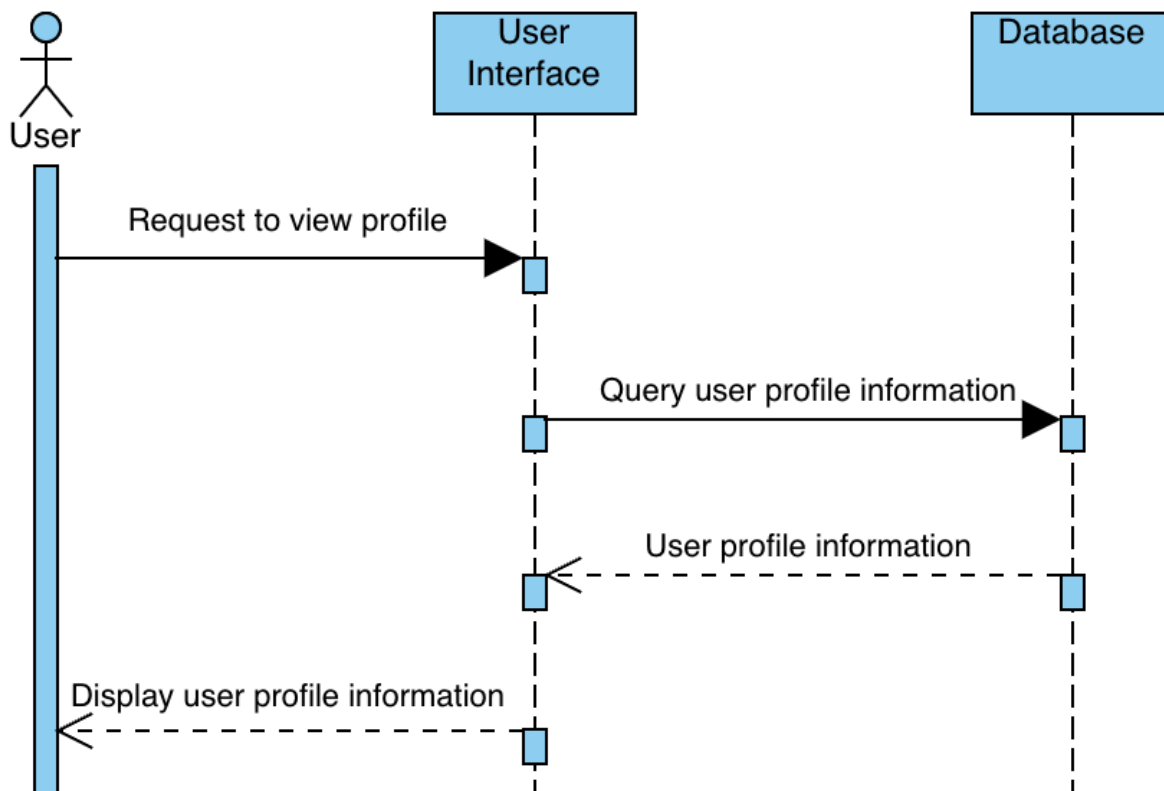 User
Interface
Database
User
Request to view profile
Query user profile information
User profile information
Display user profile information